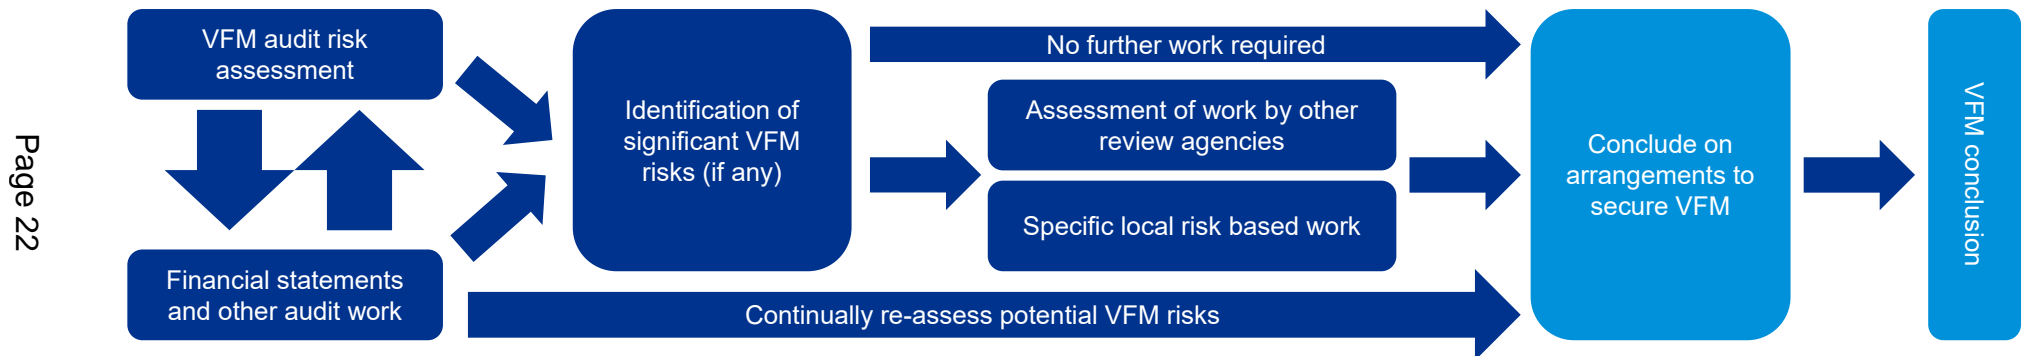 Page 22
VFM audit risk
assessment
Financial statements
and other audit work
Identification of
significant VFM
risks (if any)
No further work required
Assessment of work by other
review agencies
Specific local risk based work
Continually re-assess potential VFM risks
Conclude on
arrangements to
secure VFM
VFM conclusion